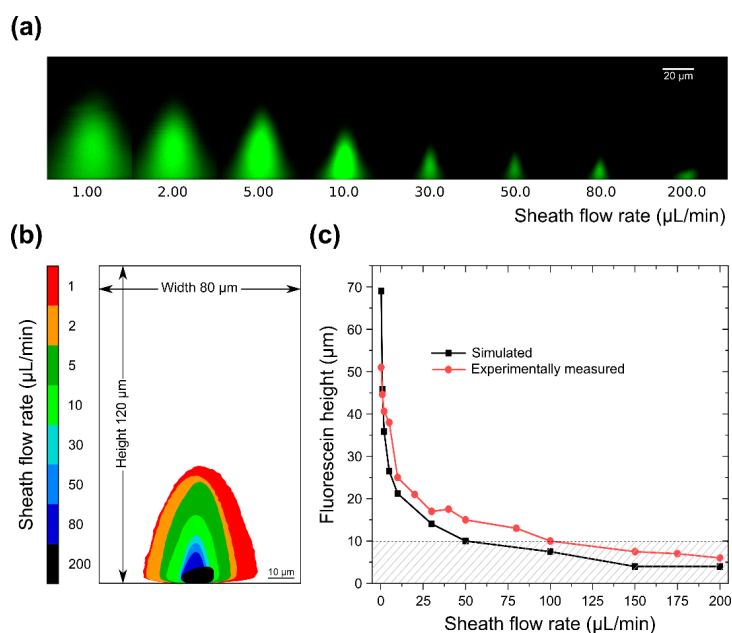 (a)
20 µm
1.00 2.00 5.00 10.0 30.0 50.0 80.0 200.0
Sheath flow rate (µL/min)
(b)
Sheath flow rate (µL/min)
1
2
5
10
30
50
80
200
Width 80 µm
Height 120 µm
10 µm
(c)
Fluorescein height (µm)
70
60
50
40
30
20
10
0
Simulated
Experimentally measured
0 25 50 75 100 125 150 175 200
Sheath flow rate (µL/min)